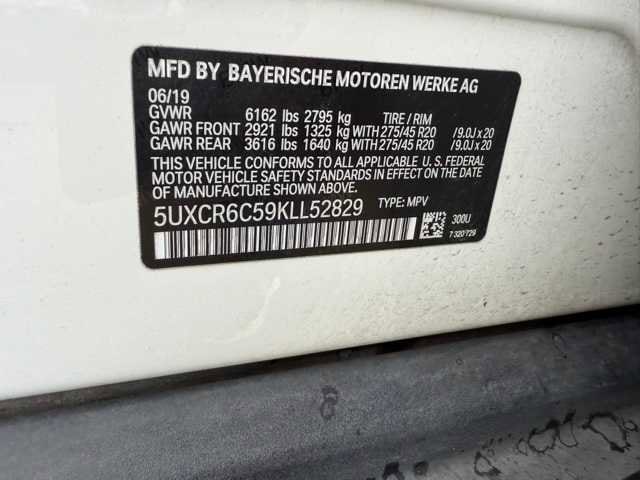 MFD BY BAYERISCHE MOTOREN WERKE AG
06/19
GVWR 6162 lbs 2795 kg TIRE / RIM
GAWR FRONT 2921 lbs 1325 kg WITH 275/45 R20 /9.0J x 20
GAWR REAR 3616 lbs 1640 kg WITH 275/45 R20 /9.0J x 20
THIS VEHICLE CONFORMS TO ALL APPLICABLE U. S. FEDERAL
MOTOR VEHICLE SAFETY STANDARDS IN EFFECT ON THE DATE
OF MANUFACTURE SHOWN ABOVE.
5UXCR6C59KLL52829 TYPE: MPV
300U
7 320 729